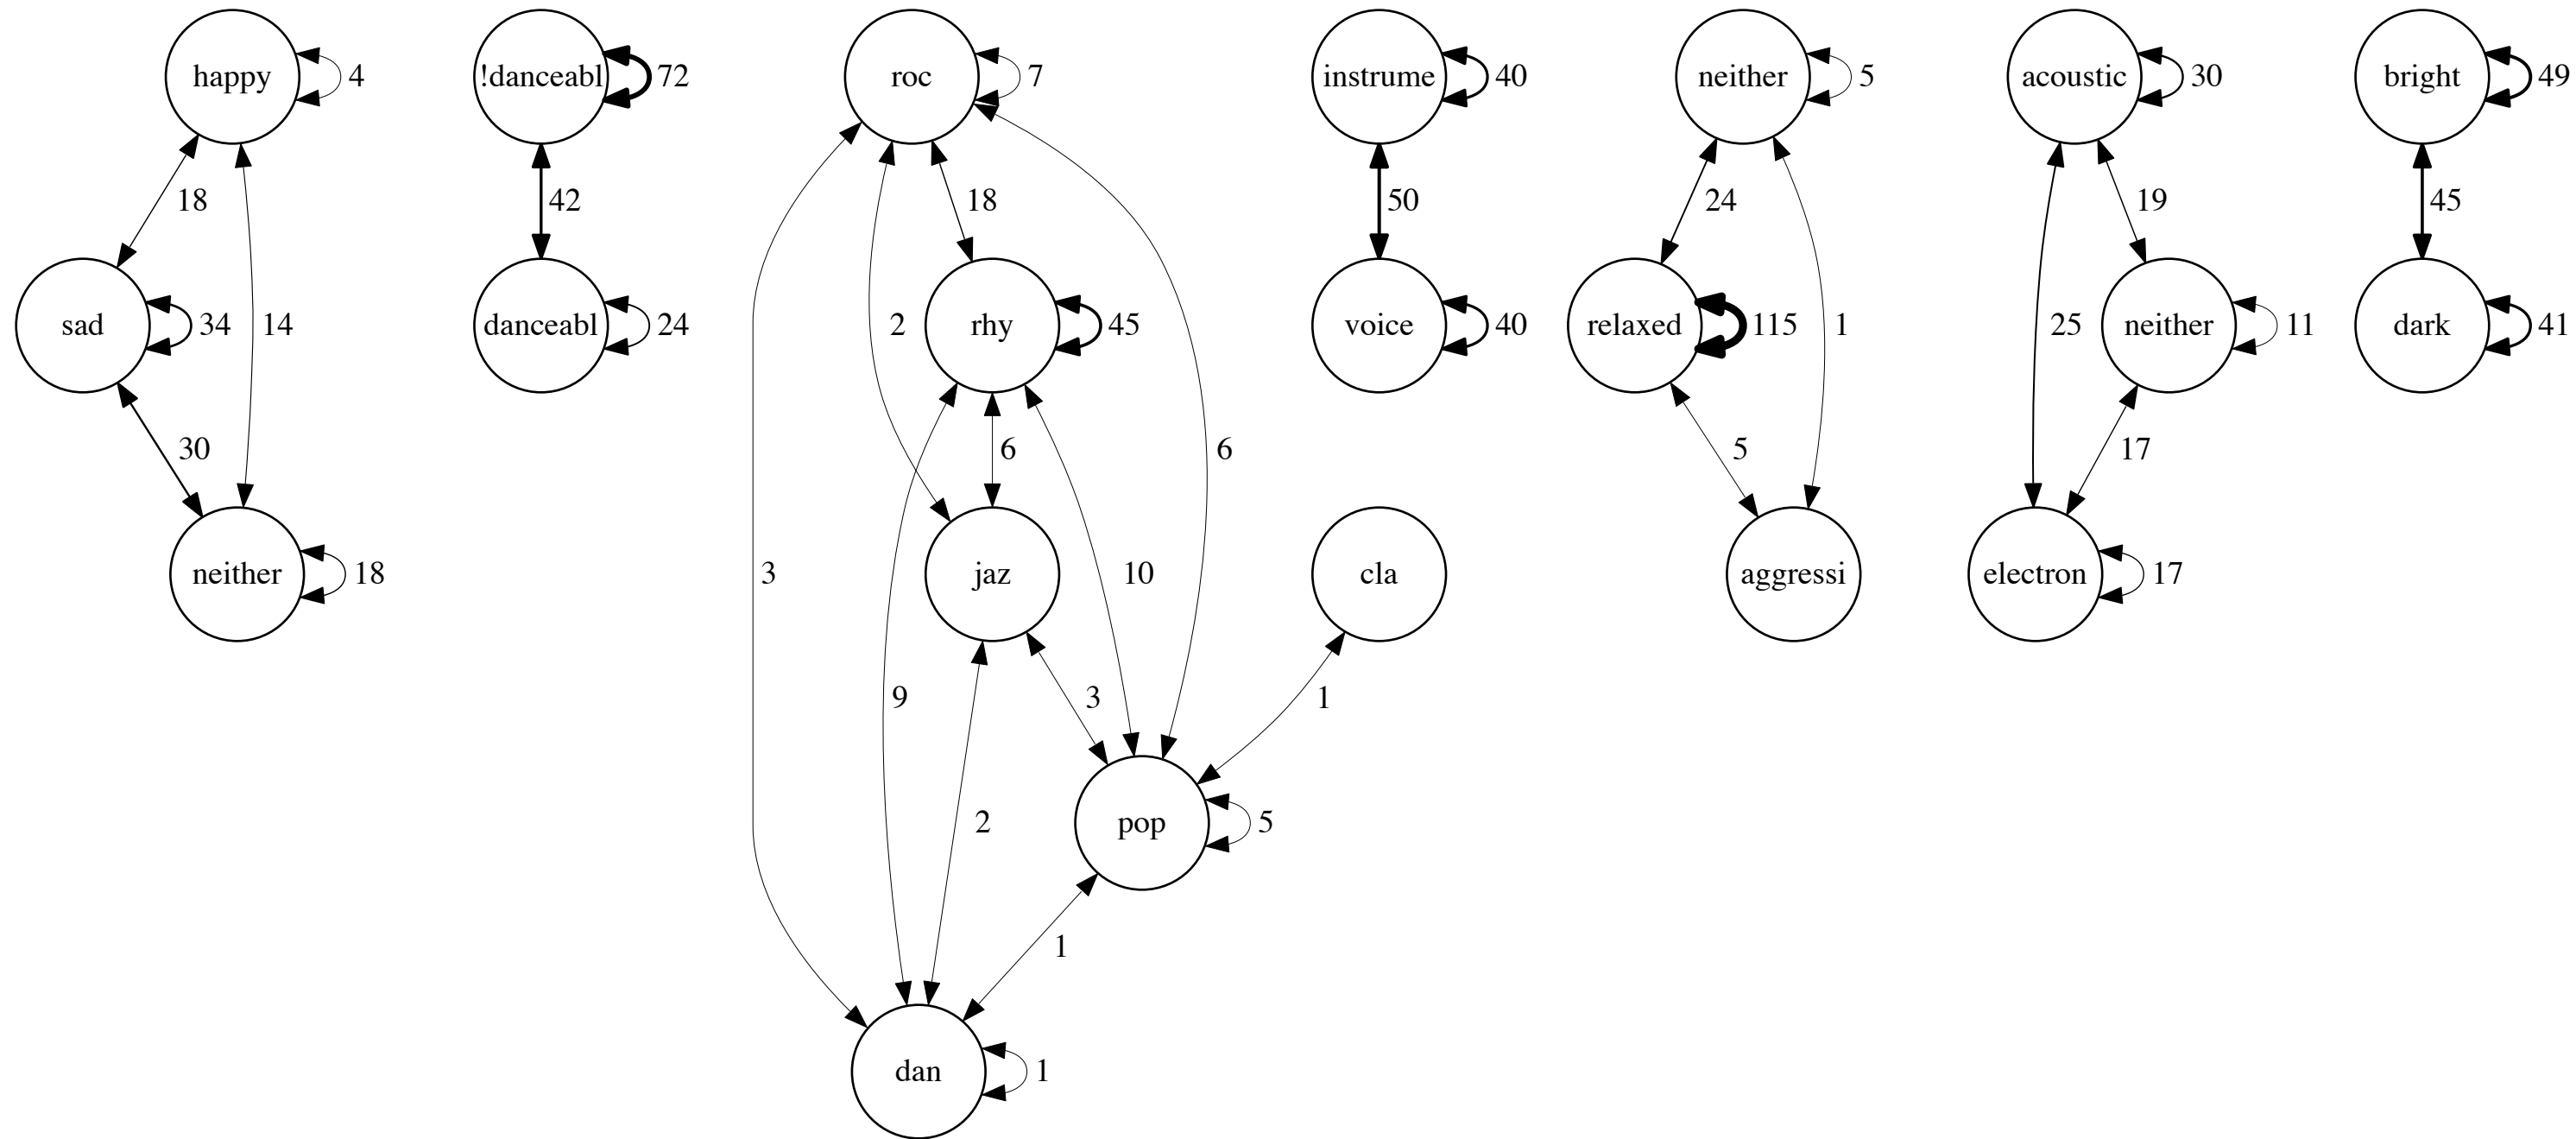 happy 4 !danceabl 72 roc 7 instrume 40 neither 5 acoustic 30 bright 49
18 42 18 50 24 19 45
sad 34 14 danceabl 24 2 rhy 45 voice 40 relaxed 115 1 25 neither 11 dark 41
30 6 6 5 17
neither 18 3 jaz 10 cla aggressi electron 17
9 3 1
2 pop 5
1
dan 1